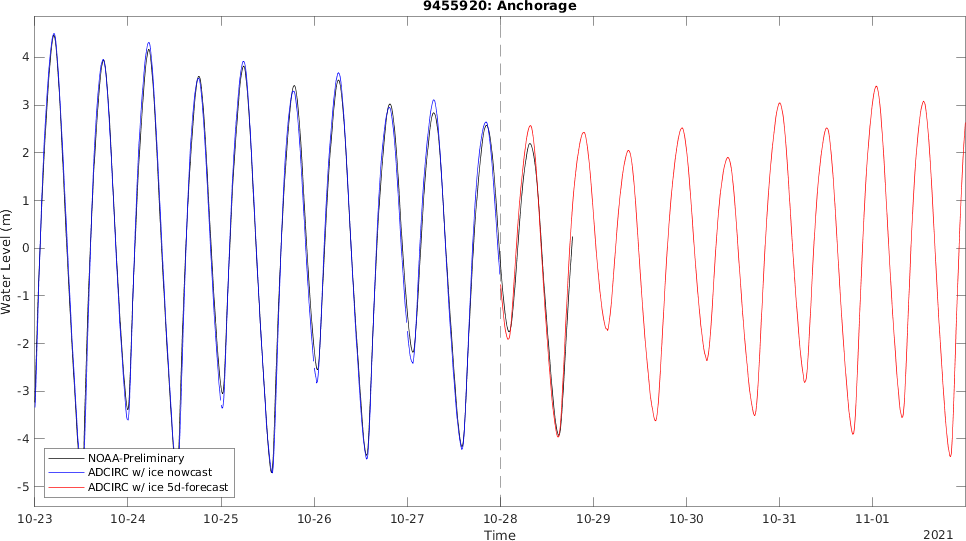 9455920: Anchorage
Water Level (m)
4
3
2
1
0
-1
-2
-3
-4
-5
NOAA-Preliminary
ADCIRC w/ ice nowcast
ADCIRC w/ ice 5d-forecast
10-23 10-24 10-25 10-26 10-27 10-28 10-29 10-30 10-31 11-01
Time
2021